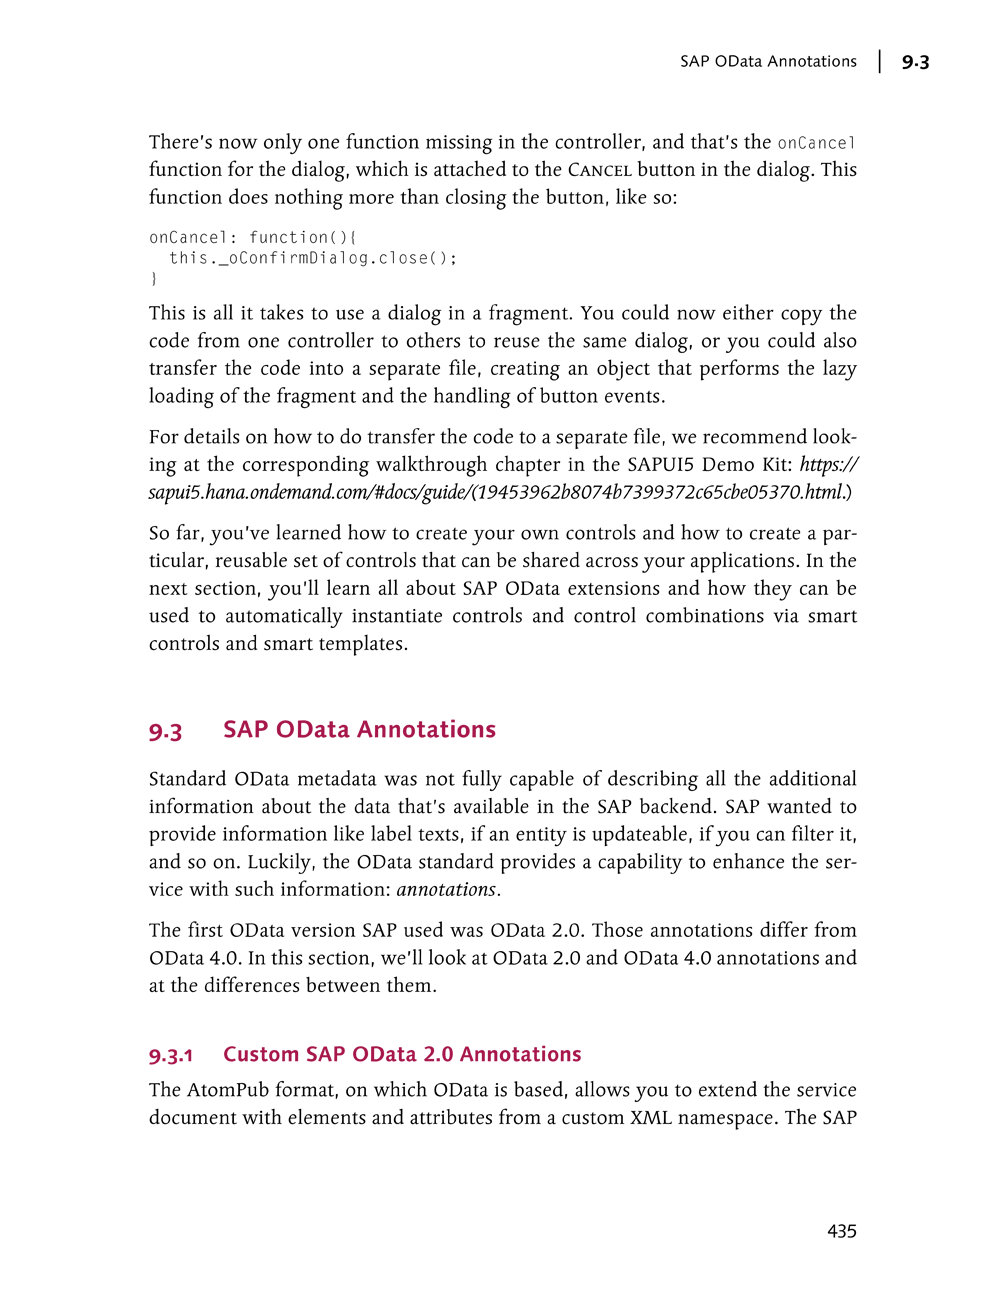 SAP OData Annotations | 9.3
There's now only one function missing in the controller, and that's the onCancel
function for the dialog, which is attached to the CANCEL button in the dialog. This
function does nothing more than closing the button, like so:
onCancel: function(){
  this._oConfirmDialog.close();
}
This is all it takes to use a dialog in a fragment. You could now either copy the
code from one controller to others to reuse the same dialog, or you could also
transfer the code into a separate file, creating an object that performs the lazy
loading of the fragment and the handling of button events.
For details on how to do transfer the code to a separate file, we recommend look-
ing at the corresponding walkthrough chapter in the SAPUI5 Demo Kit: https://
sapui5.hana.ondemand.com/#docs/guide/(19453962b8074b7399372c65cbe05370.html.)
So far, you've learned how to create your own controls and how to create a par-
ticular, reusable set of controls that can be shared across your applications. In the
next section, you'll learn all about SAP OData extensions and how they can be
used to automatically instantiate controls and control combinations via smart
controls and smart templates.
9.3 SAP OData Annotations
Standard OData metadata was not fully capable of describing all the additional
information about the data that's available in the SAP backend. SAP wanted to
provide information like label texts, if an entity is updateable, if you can filter it,
and so on. Luckily, the OData standard provides a capability to enhance the ser-
vice with such information: annotations.
The first OData version SAP used was OData 2.0. Those annotations differ from
OData 4.0. In this section, we'll look at OData 2.0 and OData 4.0 annotations and
at the differences between them.
9.3.1 Custom SAP OData 2.0 Annotations
The AtomPub format, on which OData is based, allows you to extend the service
document with elements and attributes from a custom XML namespace. The SAP
435